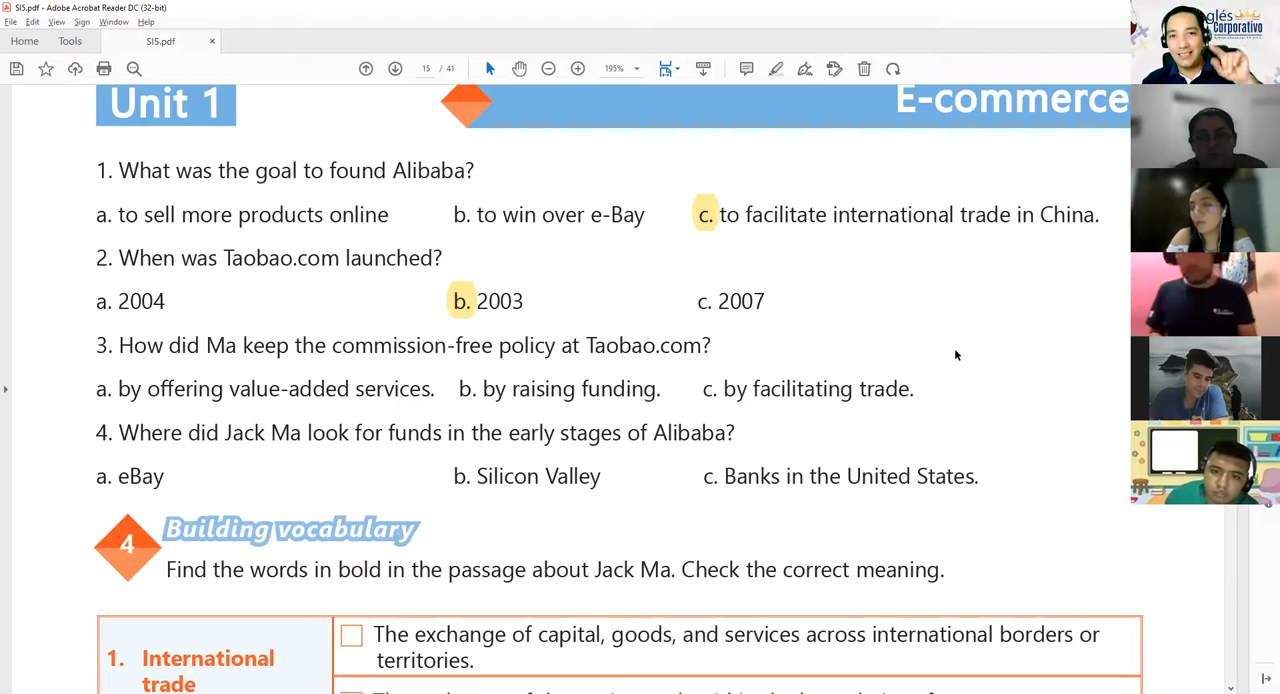 SI5.pdf - Adobe Acrobat Reader DC (32-bit)
File Edit View Sign Window Help
Home Tools SI5.pdf ×
15 / 41 195%
Unit 1 E-commerce
1. What was the goal to found Alibaba?
a. to sell more products online b. to win over e-Bay c. to facilitate international trade in China.
2. When was Taobao.com launched?
a. 2004 b. 2003 c. 2007
3. How did Ma keep the commission-free policy at Taobao.com?
a. by offering value-added services. b. by raising funding. c. by facilitating trade.
4. Where did Jack Ma look for funds in the early stages of Alibaba?
a. eBay b. Silicon Valley c. Banks in the United States.
4 Building vocabulary
Find the words in bold in the passage about Jack Ma. Check the correct meaning.
1. International trade
The exchange of capital, goods, and services across international borders or
territories.
glés
Corporativo